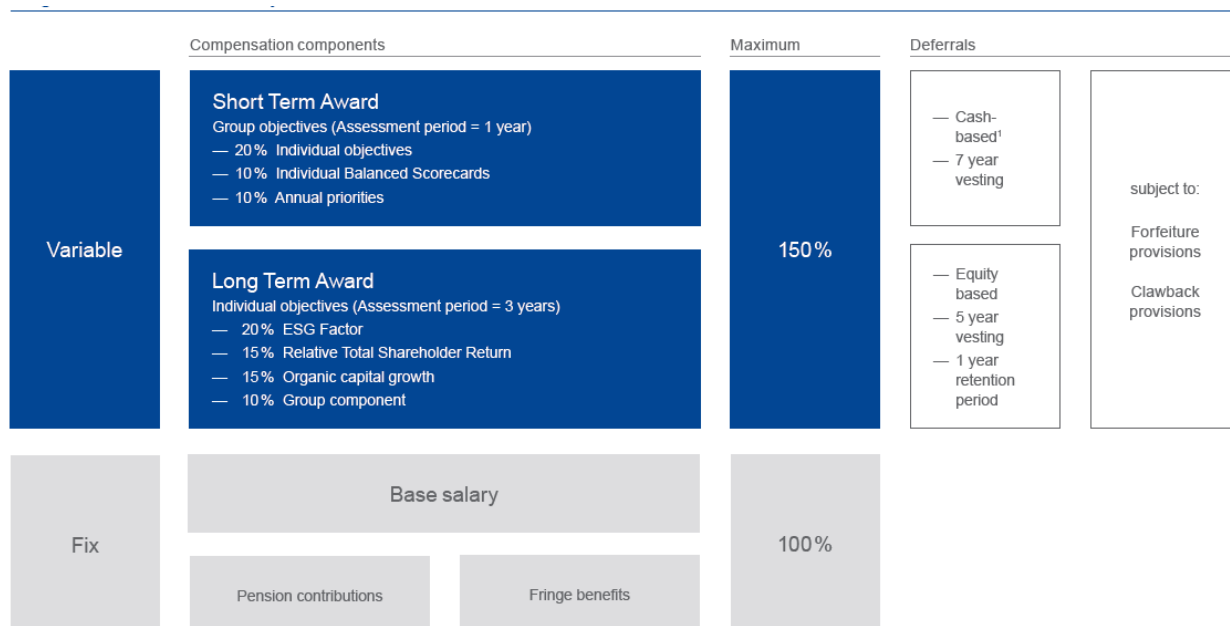 Compensation components
Maximum
Deferrals
Variable
Short Term Award
Group objectives (Assessment period = 1 year)
— 20% Individual objectives
— 10% Individual Balanced Scorecards
— 10% Annual priorities
Long Term Award
Individual objectives (Assessment period = 3 years)
— 20% ESG Factor
— 15% Relative Total Shareholder Return
— 15% Organic capital growth
— 10% Group component
150%
— Cash-
based¹
— 7 year
vesting
— Equity
based
— 5 year
vesting
— 1 year
retention
period
subject to:
Forfeiture
provisions
Clawback
provisions
Fix
Base salary
Pension contributions
Fringe benefits
100%